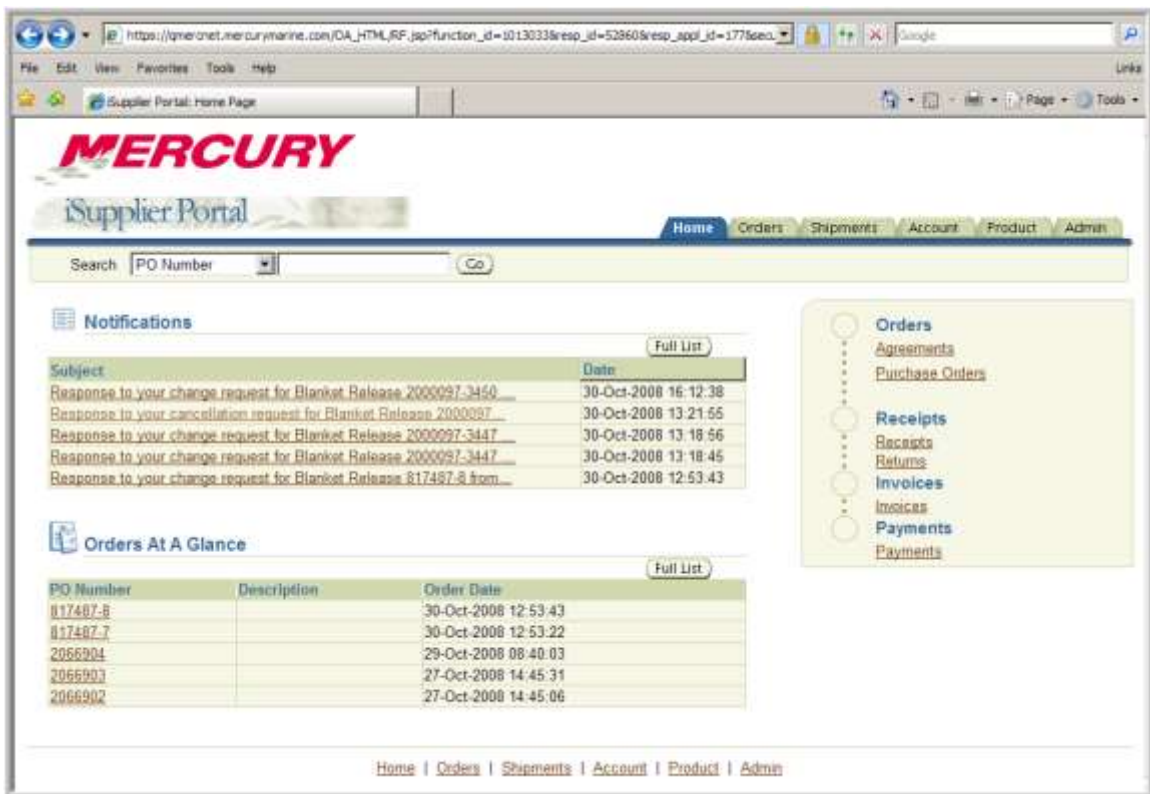 https://qmercnet.mercurymarine.com/OA_HTML/RF.jsp?function_id=1013033&resp_id=52860&resp_appl_id=177&sec
Google
File Edit View Favorites Tools Help
Links
iSupplier Portal: Home Page
Page Tools
MERCURY
iSupplier Portal
Home Orders Shipments Account Product Admin
Search PO Number Go
Notifications
Full List
Subject Date
Response to your change request for Blanket Release 2000097-3450 ... 30-Oct-2008 16:12:38
Response to your cancellation request for Blanket Release 2000097... 30-Oct-2008 13:21:55
Response to your change request for Blanket Release 2000097-3447 ... 30-Oct-2008 13:18:56
Response to your change request for Blanket Release 2000097-3447 ... 30-Oct-2008 13:18:45
Response to your change request for Blanket Release 817487-8 from... 30-Oct-2008 12:53:43
Orders
Agreements
Purchase Orders
Receipts
Receipts
Returns
Invoices
Invoices
Payments
Payments
Orders At A Glance
Full List
PO Number Description Order Date
817487-8 30-Oct-2008 12:53:43
817487-7 30-Oct-2008 12:53:22
2066904 29-Oct-2008 08:40:03
2066903 27-Oct-2008 14:45:31
2066902 27-Oct-2008 14:45:06
Home | Orders | Shipments | Account | Product | Admin